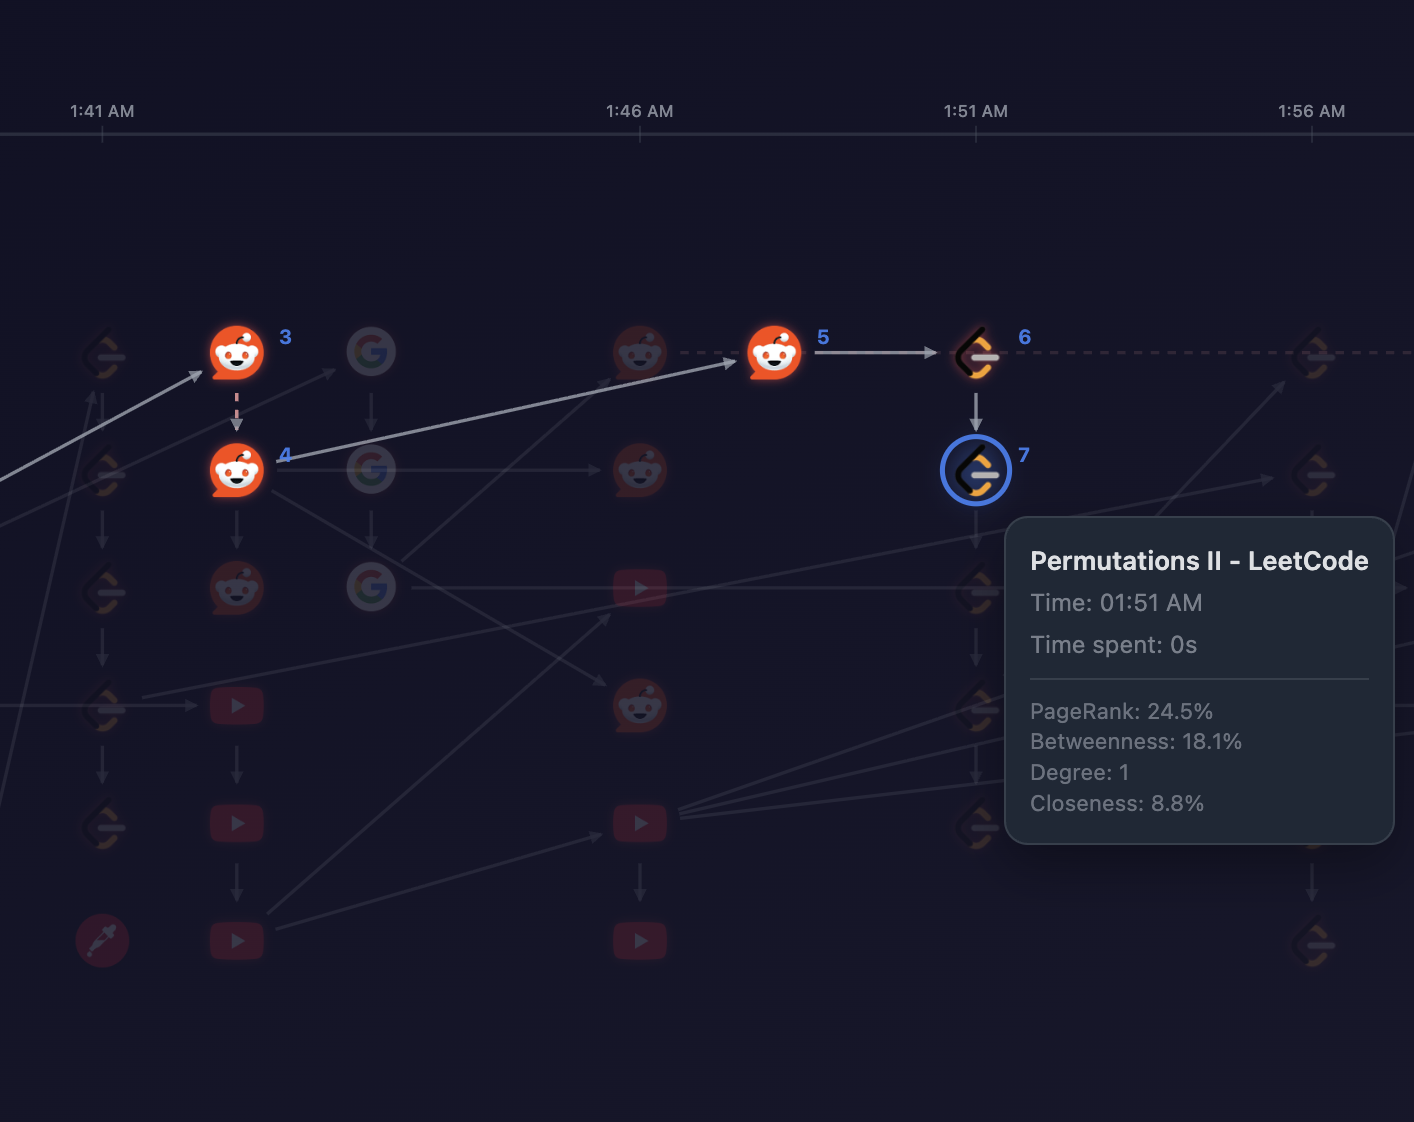 1:41 AM
1:46 AM
1:51 AM
1:56 AM
3
5
6
4
7
Permutations II - LeetCode
Time: 01:51 AM
Time spent: 0s
PageRank: 24.5%
Betweenness: 18.1%
Degree: 1
Closeness: 8.8%